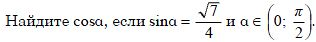 Найдите cosα, если sinα = √7/4 и α ∈ (0; π/2).